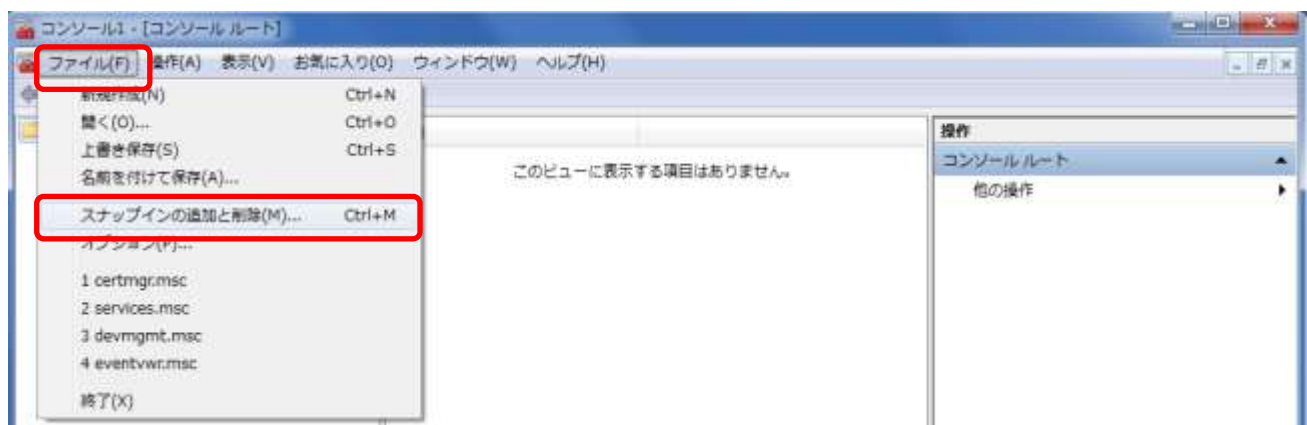 コンソール1 - [コンソール ルート]
ファイル(F) 操作(A) 表示(V) お気に入り(O) ウィンドウ(W) ヘルプ(H)
新規作成(N) Ctrl+N
開く(O)... Ctrl+O
上書き保存(S) Ctrl+S
名前を付けて保存(A)...
スナップインの追加と削除(M)... Ctrl+M
オプション(P)...
1 certmgr.msc
2 services.msc
3 devmgmt.msc
4 eventvwr.msc
終了(X)
このビューに表示する項目はありません。
操作
コンソール ルート
他の操作